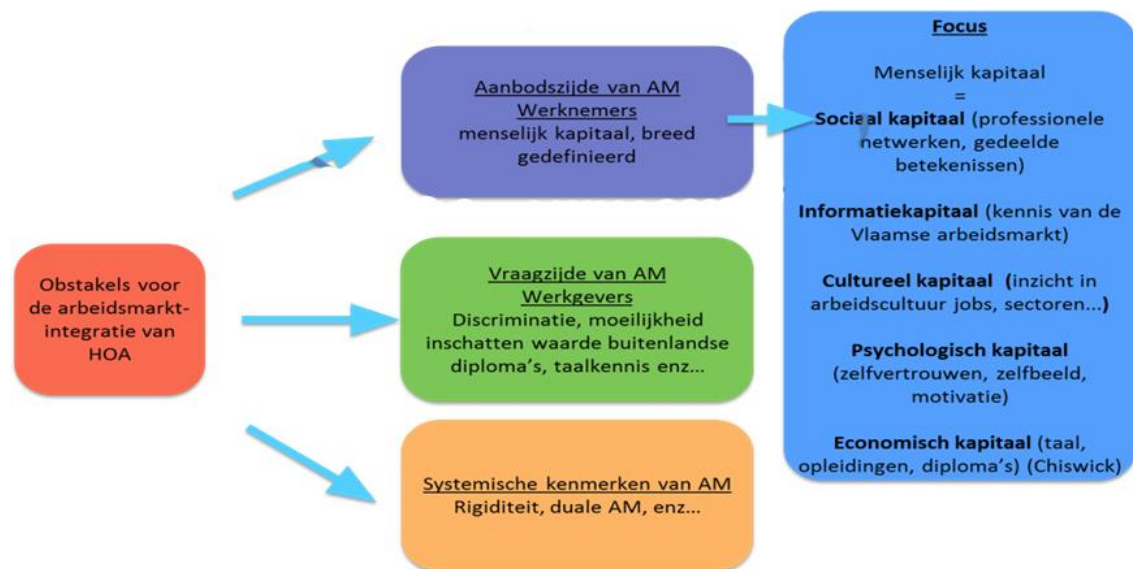 Obstakels voor
de arbeidsmarkt-
integratie van
HOA
Aanbodszijde van AM
Werknemers
menselijk kapitaal, breed
gedefinieerd
Vraagzijde van AM
Werkgevers
Discriminatie, moeilijkheid
inschatten waarde buitenlandse
diploma's, taalkennis enz...
Systemische kenmerken van AM
Rigiditeit, duale AM, enz...
Focus
Menselijk kapitaal
=
Sociaal kapitaal (professionele
netwerken, gedeelde
betekenissen)
Informatiekapitaal (kennis van de
Vlaamse arbeidsmarkt)
Cultureel kapitaal (inzicht in
arbeidscultuur jobs, sectoren...)
Psychologisch kapitaal
(zelfvertrouwen, zelfbeeld,
motivatie)
Economisch kapitaal (taal,
opleidingen, diploma's) (Chiswick)